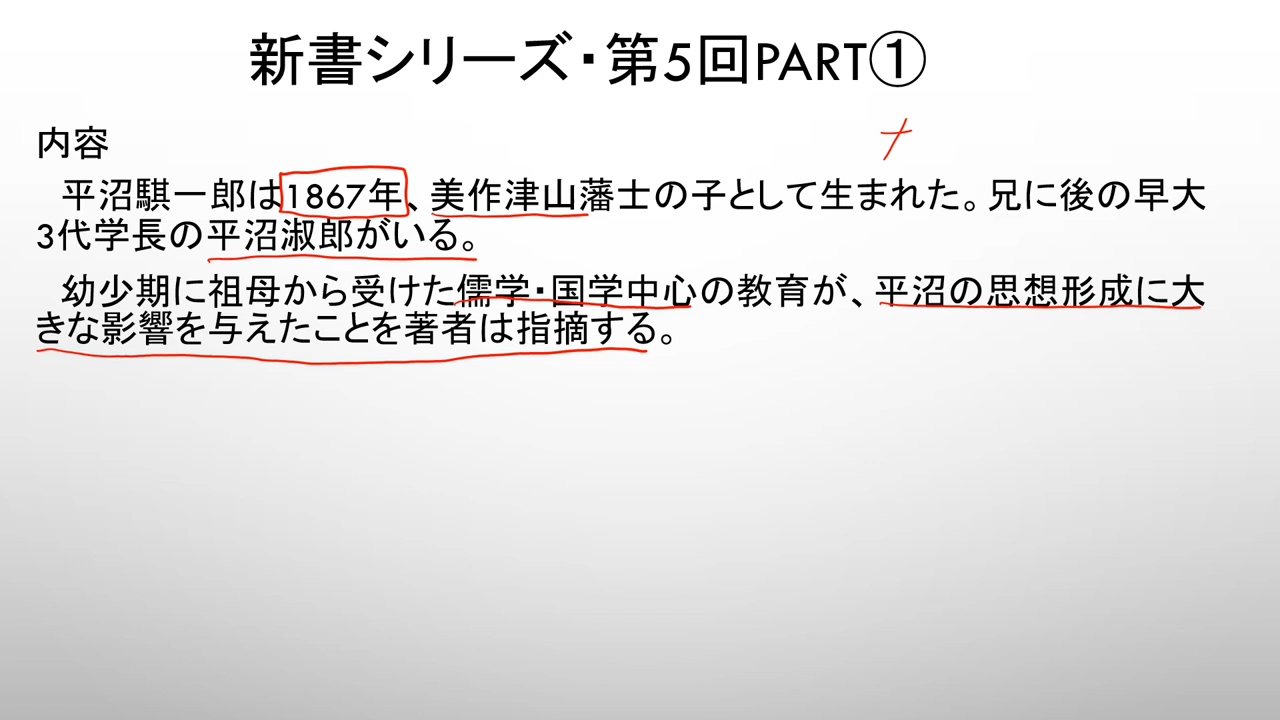 新書シリーズ・第5回PART①
内容
平沼騏一郎は1867年、美作津山藩士の子として生まれた。兄に後の早大
3代学長の平沼淑郎がいる。
幼少期に祖母から受けた儒学・国学中心の教育が、平沼の思想形成に大
きな影響を与えたことを著者は指摘する。